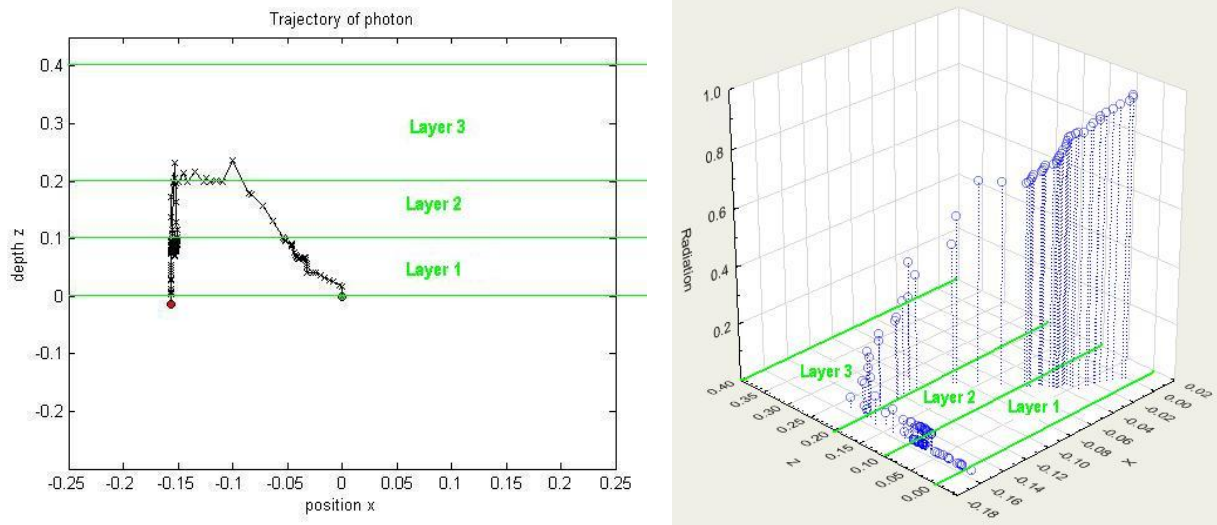 Trajectory of photon
0.4
0.3
0.2
0.1
0
-0.1
-0.2
depth z
Layer 3
Layer 2
Layer 1
-0.25 -0.2 -0.15 -0.1 -0.05 0 0.05 0.1 0.15 0.2 0.25
position x
1.0
0.8
0.6
0.4
0.2
Radiation
Layer 3
Layer 2
Layer 1
0.40
0.35
0.30
0.25
0.20
0.15
0.10
0.05
0.00
Z
0.02
0.00
-0.02
-0.04
-0.06
-0.08
-0.10
-0.12
-0.14
-0.16
-0.18
X